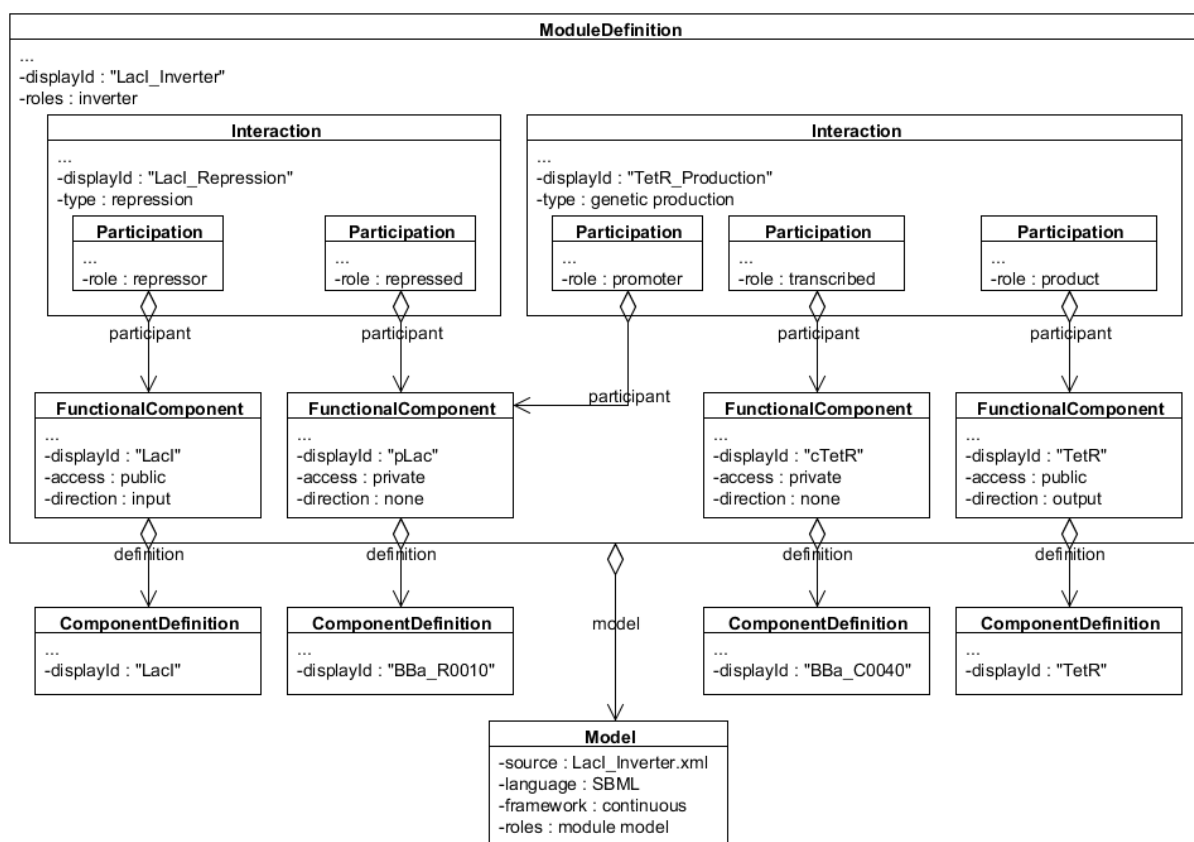 ModuleDefinition
...
-displayId : "LacI_Inverter"
-roles : inverter
Interaction
...
-displayId : "LacI_Repression"
-type : repression
Participation
...
-role : repressor
Participation
...
-role : repressed
Interaction
...
-displayId : "TetR_Production"
-type : genetic production
Participation
...
-role : promoter
Participation
...
-role : transcribed
Participation
...
-role : product
participant
participant
participant
participant
participant
FunctionalComponent
...
-displayId : "LacI"
-access : public
-direction : input
FunctionalComponent
...
-displayId : "pLac"
-access : private
-direction : none
FunctionalComponent
...
-displayId : "cTetR"
-access : private
-direction : none
FunctionalComponent
...
-displayId : "TetR"
-access : public
-direction : output
definition
definition
definition
definition
ComponentDefinition
...
-displayId : "LacI"
ComponentDefinition
...
-displayId : "BBa_R0010"
model
ComponentDefinition
...
-displayId : "BBa_C0040"
ComponentDefinition
...
-displayId : "TetR"
Model
-source : LacI_Inverter.xml
-language : SBML
-framework : continuous
-roles : module model